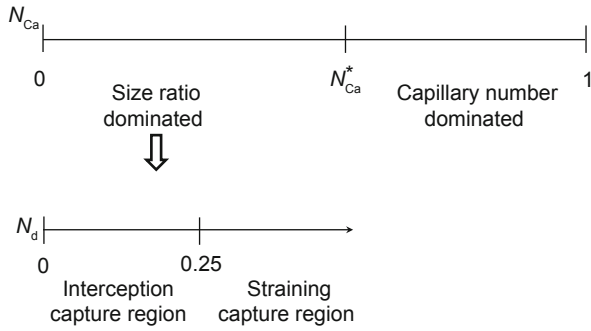 N_Ca
0 N*_Ca 1
Size ratio Capillary number
dominated dominated
N_d
0 0.25
Interception Straining
capture region capture region